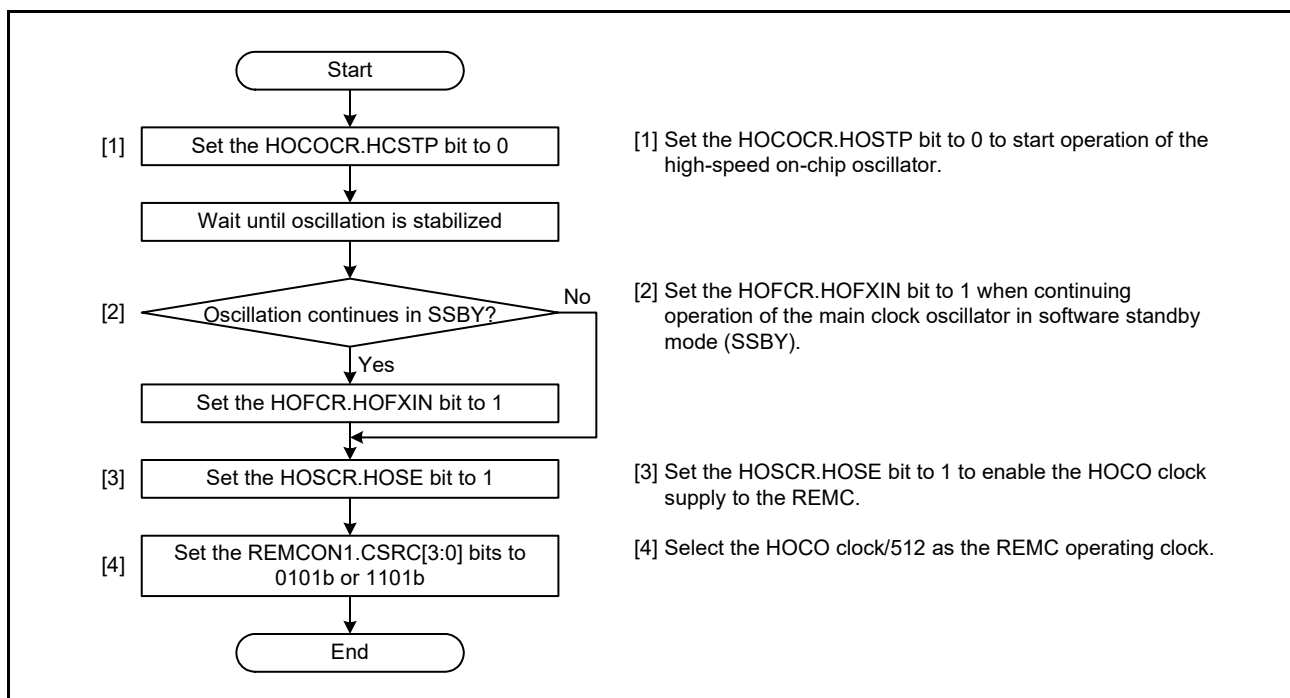 Start
[1]
Set the HOCOCR.HCSTP bit to 0
[1] Set the HOCOCR.HOSTP bit to 0 to start operation of the
high-speed on-chip oscillator.
Wait until oscillation is stabilized
[2]
Oscillation continues in SSBY?
No
[2] Set the HOFCR.HOFXIN bit to 1 when continuing
operation of the main clock oscillator in software standby
mode (SSBY).
Yes
Set the HOFCR.HOFXIN bit to 1
[3]
Set the HOSCR.HOSE bit to 1
[3] Set the HOSCR.HOSE bit to 1 to enable the HOCO clock
supply to the REMC.
[4]
Set the REMCON1.CSRC[3:0] bits to
0101b or 1101b
[4] Select the HOCO clock/512 as the REMC operating clock.
End